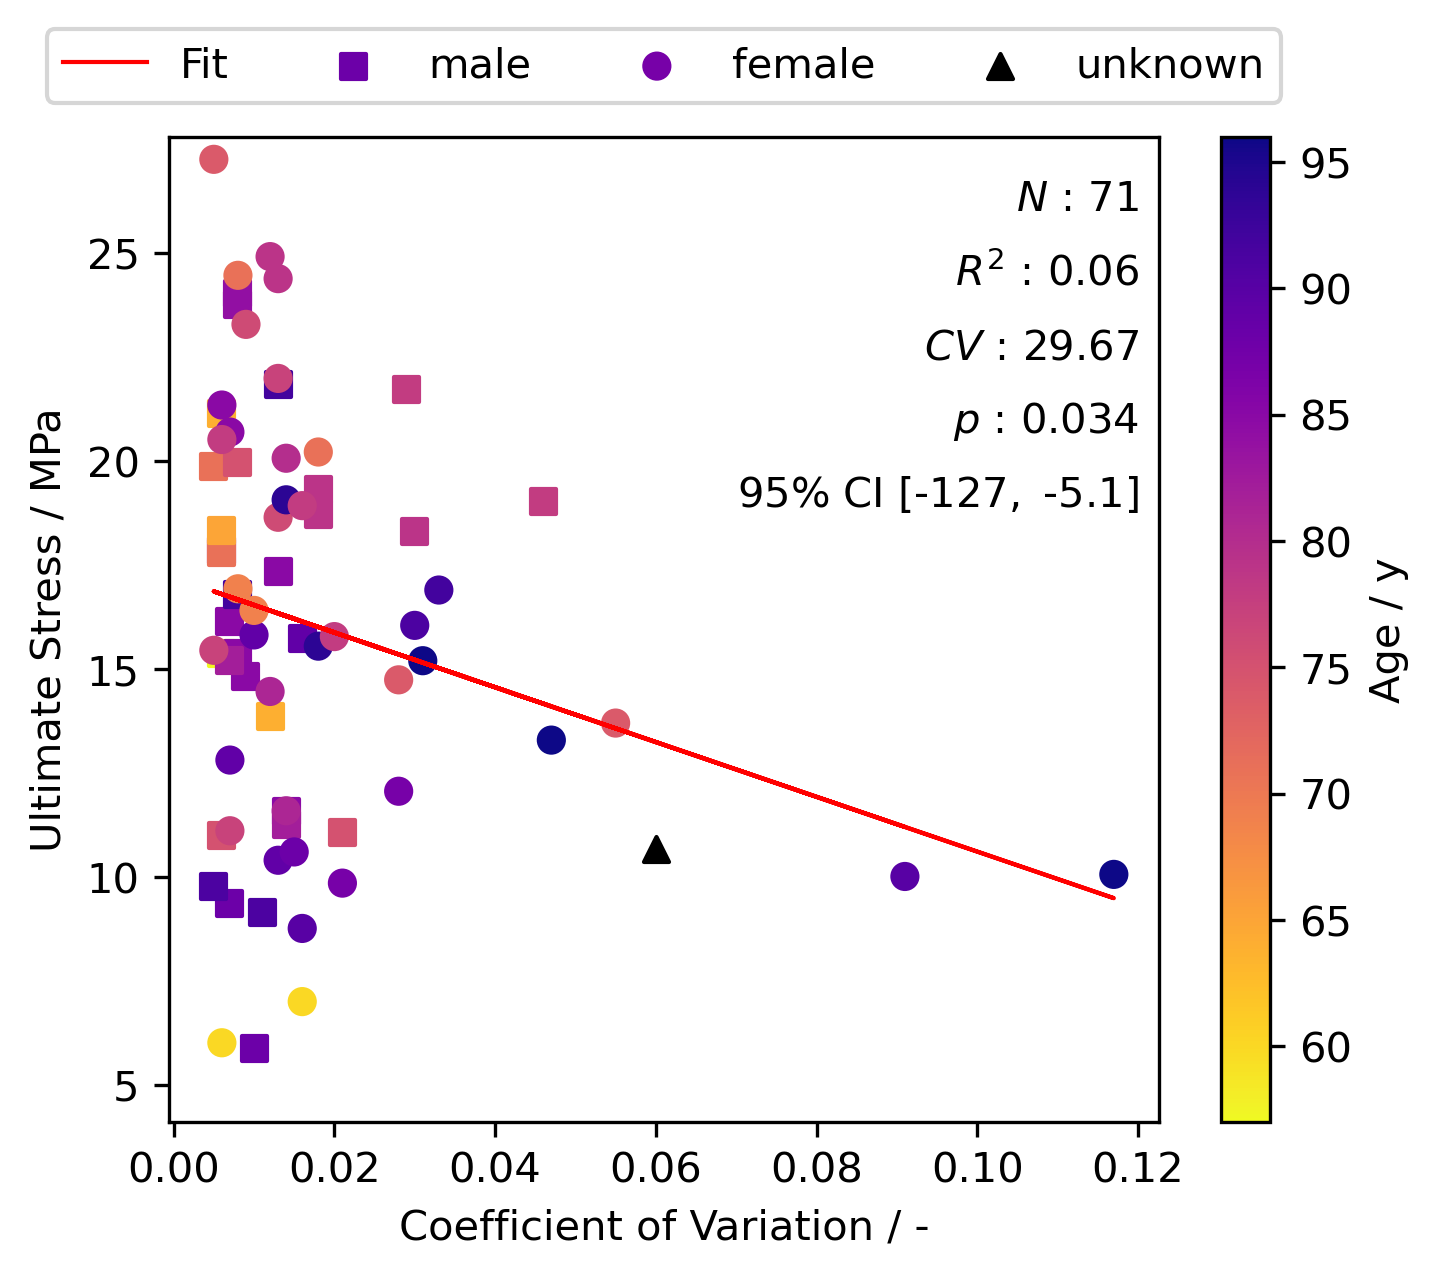 Fit male female unknown
N : 71
R² : 0.06
CV : 29.67
p : 0.034
95% CI [-127, -5.1]
25
20
15
10
5
Ultimate Stress / MPa
0.00 0.02 0.04 0.06 0.08 0.10 0.12
Coefficient of Variation / -
95
90
85
80
75
70
65
60
Age / y